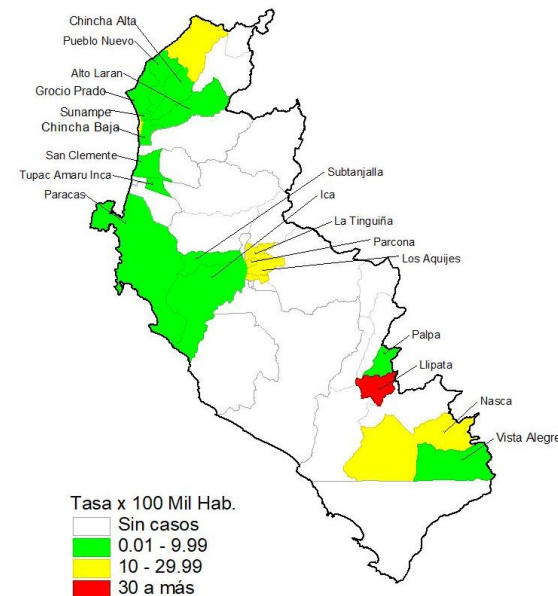 Chincha Alta
Pueblo Nuevo
Alto Laran
Grocio Prado
Sunampe
Chincha Baja
San Clemente
Tupac Amaru Inca
Paracas
Subtanjalla
Ica
La Tinguiña
Parcona
Los Aquijes
Palpa
Llipata
Nasca
Vista Alegre
Tasa x 100 Mil Hab.
Sin casos
0.01 - 9.99
10 - 29.99
30 a más